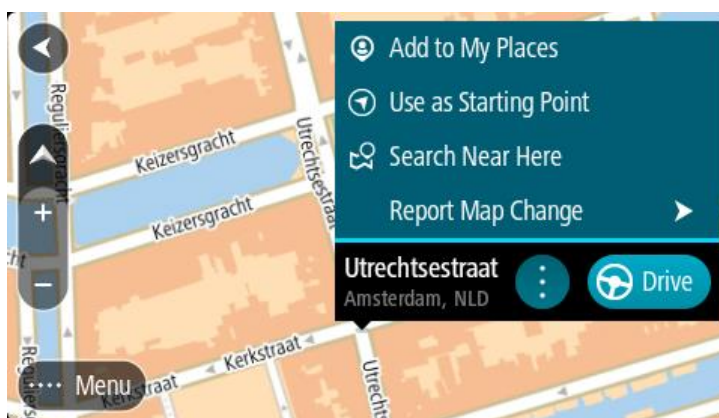 Add to My Places
Use as Starting Point
Search Near Here
Report Map Change
Utrechtsestraat
Amsterdam, NLD
Drive
Reguliersgracht
Keizersgracht
Utrechtsestraat
Keizersgracht
Kerkstraat
Kerkstraat
Menu